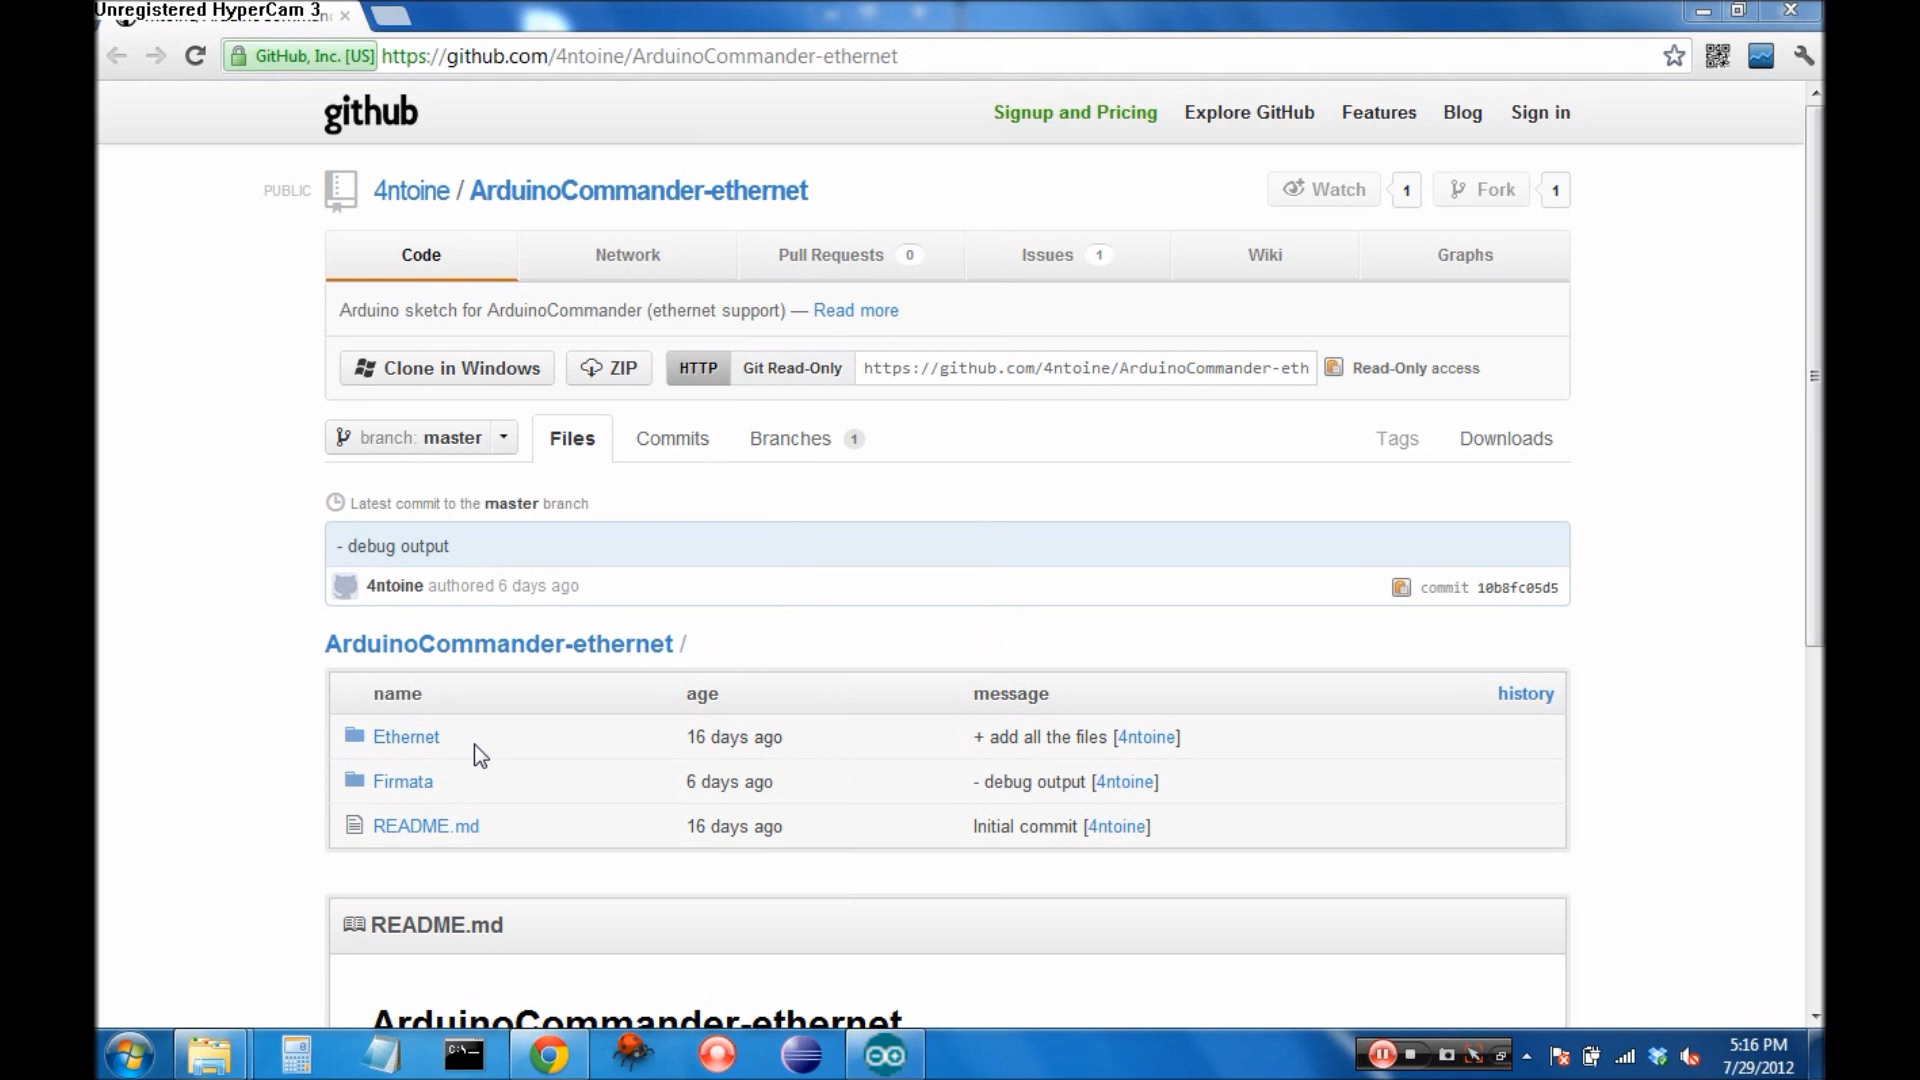 Unregistered HyperCam 3
GitHub, Inc. [US] https://github.com/4ntoine/ArduinoCommander-ethernet
github
Signup and Pricing Explore GitHub Features Blog Sign in
PUBLIC 4ntoine / ArduinoCommander-ethernet Watch 1 Fork 1
Code Network Pull Requests 0 Issues 1 Wiki Graphs
Arduino sketch for ArduinoCommander (ethernet support) — Read more
Clone in Windows ZIP HTTP Git Read-Only https://github.com/4ntoine/ArduinoCommander-eth Read-Only access
branch: master Files Commits Branches 1 Tags Downloads
Latest commit to the master branch
- debug output
4ntoine authored 6 days ago commit 10b8fc05d5
ArduinoCommander-ethernet /
name age message history
Ethernet 16 days ago + add all the files [4ntoine]
Firmata 6 days ago - debug output [4ntoine]
README.md 16 days ago Initial commit [4ntoine]
README.md
ArduinoCommander-ethernet
5:16 PM
7/29/2012